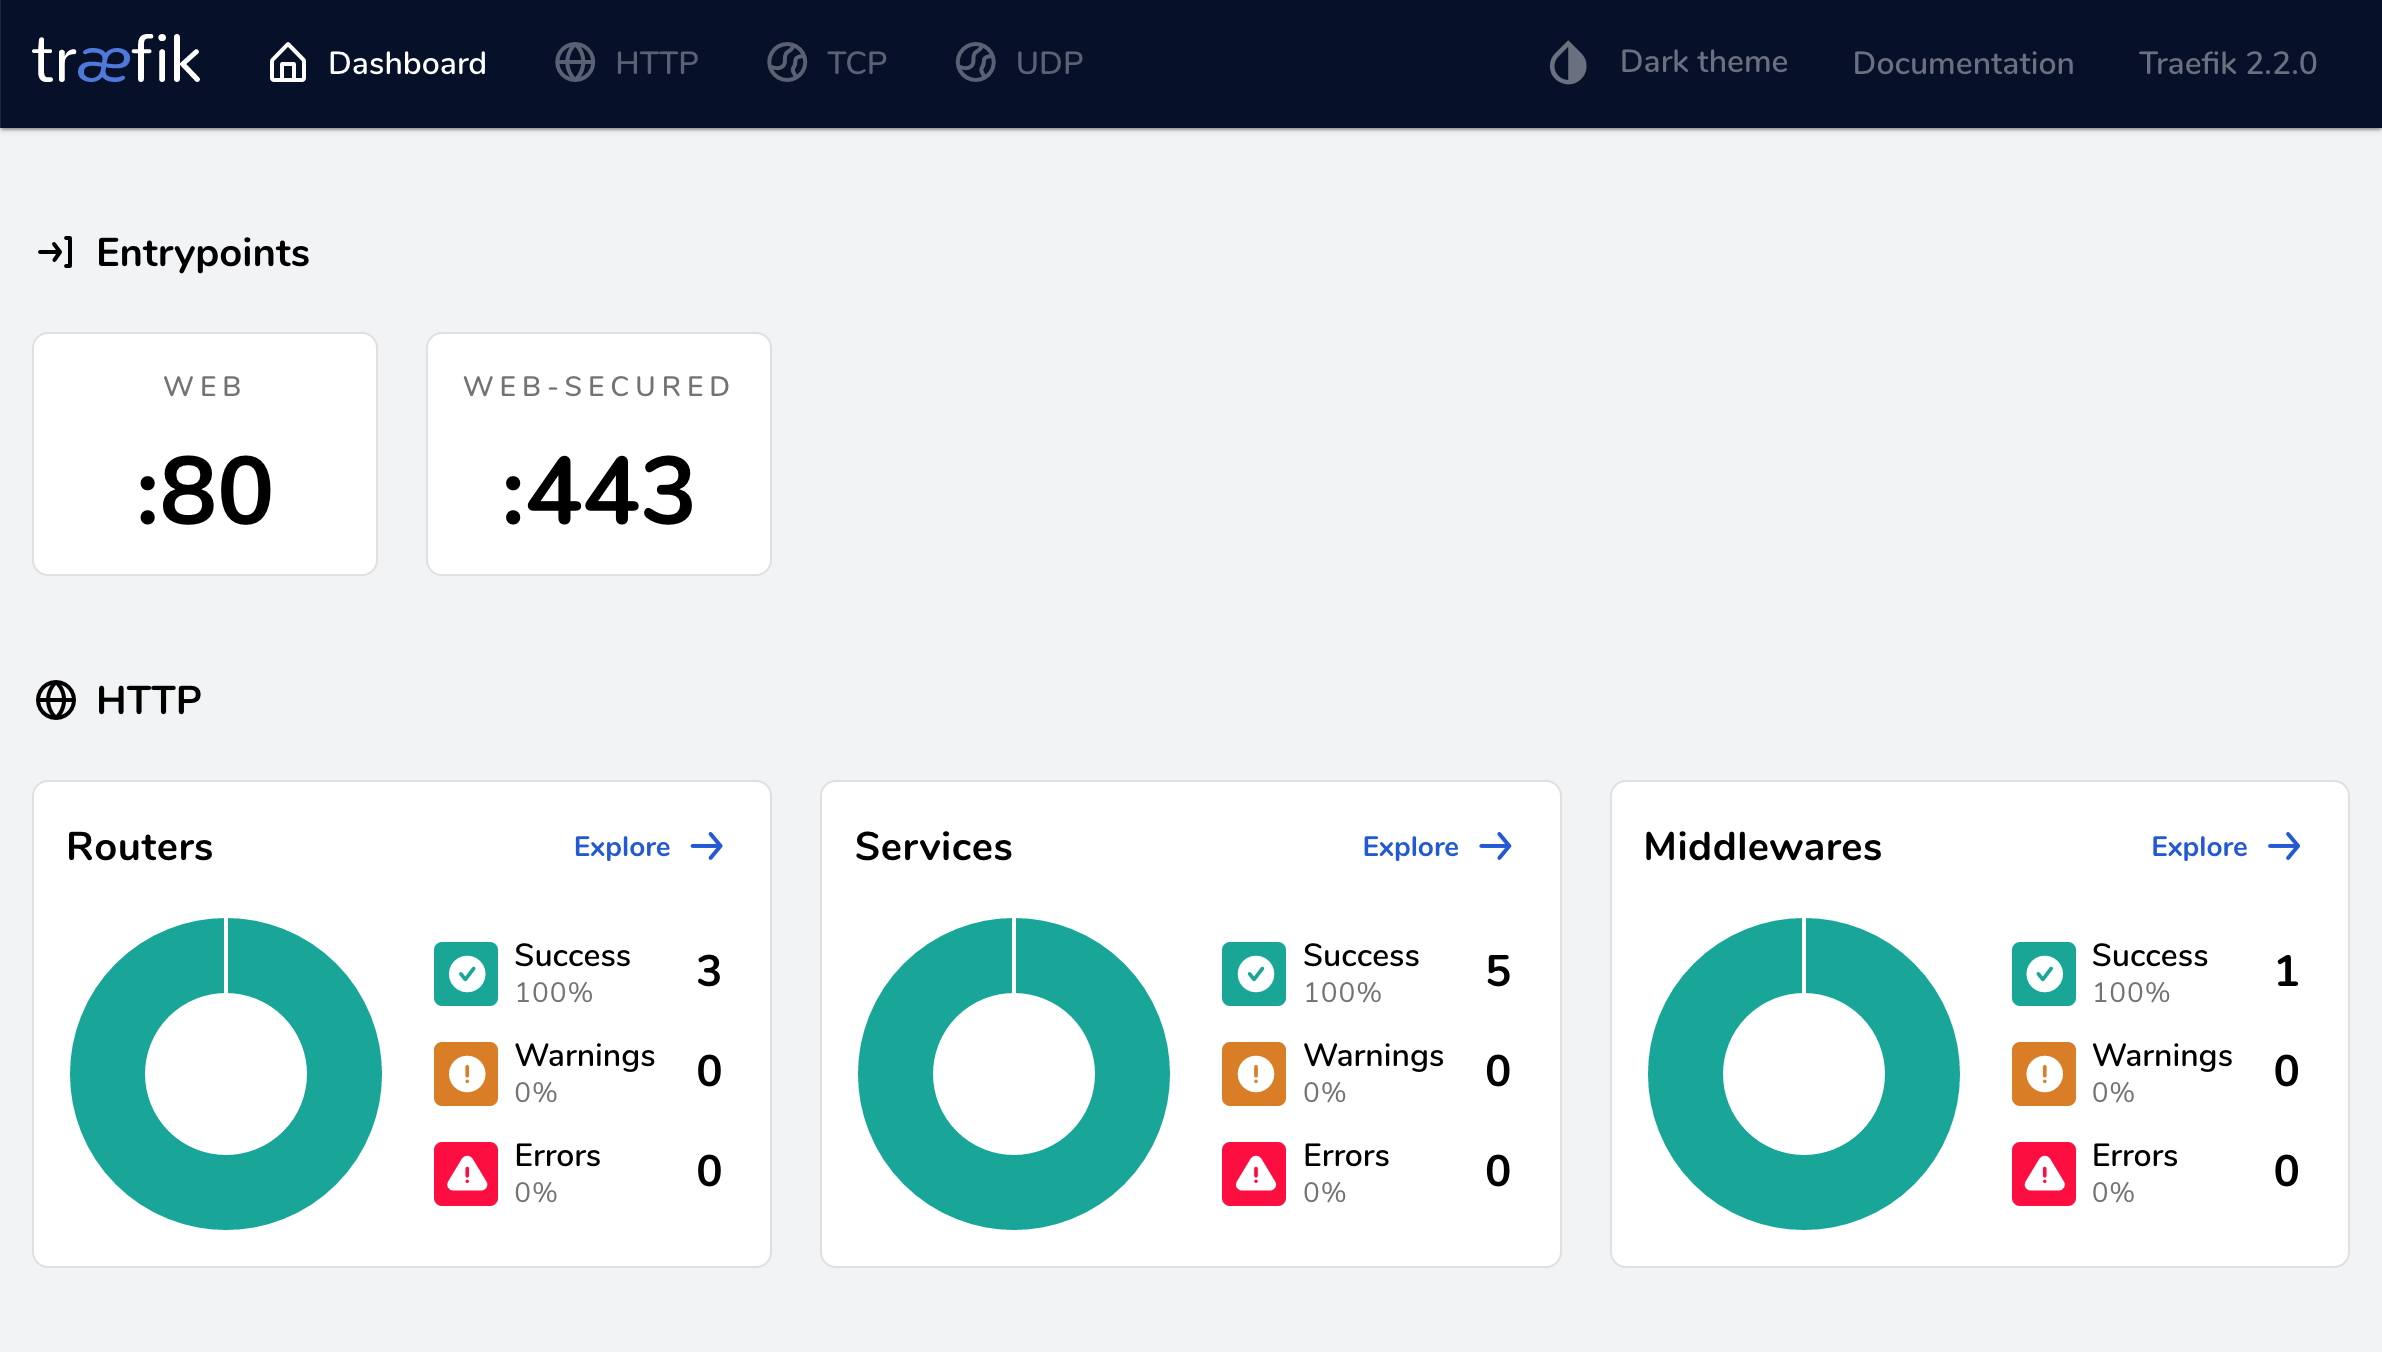 træfik Dashboard HTTP TCP UDP Dark theme Documentation Traefik 2.2.0
Entrypoints
WEB
:80
WEB-SECURED
:443
HTTP
Routers Explore
Success 3
100%
Warnings 0
0%
Errors 0
0%
Services Explore
Success 5
100%
Warnings 0
0%
Errors 0
0%
Middlewares Explore
Success 1
100%
Warnings 0
0%
Errors 0
0%